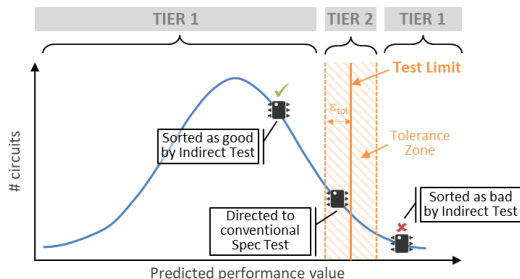 TIER 1
TIER 2
TIER 1
Test Limit
εtol
Tolerance
Zone
Sorted as good
by Indirect Test
Sorted as bad
by Indirect Test
Directed to
conventional
Spec Test
# circuits
Predicted performance value